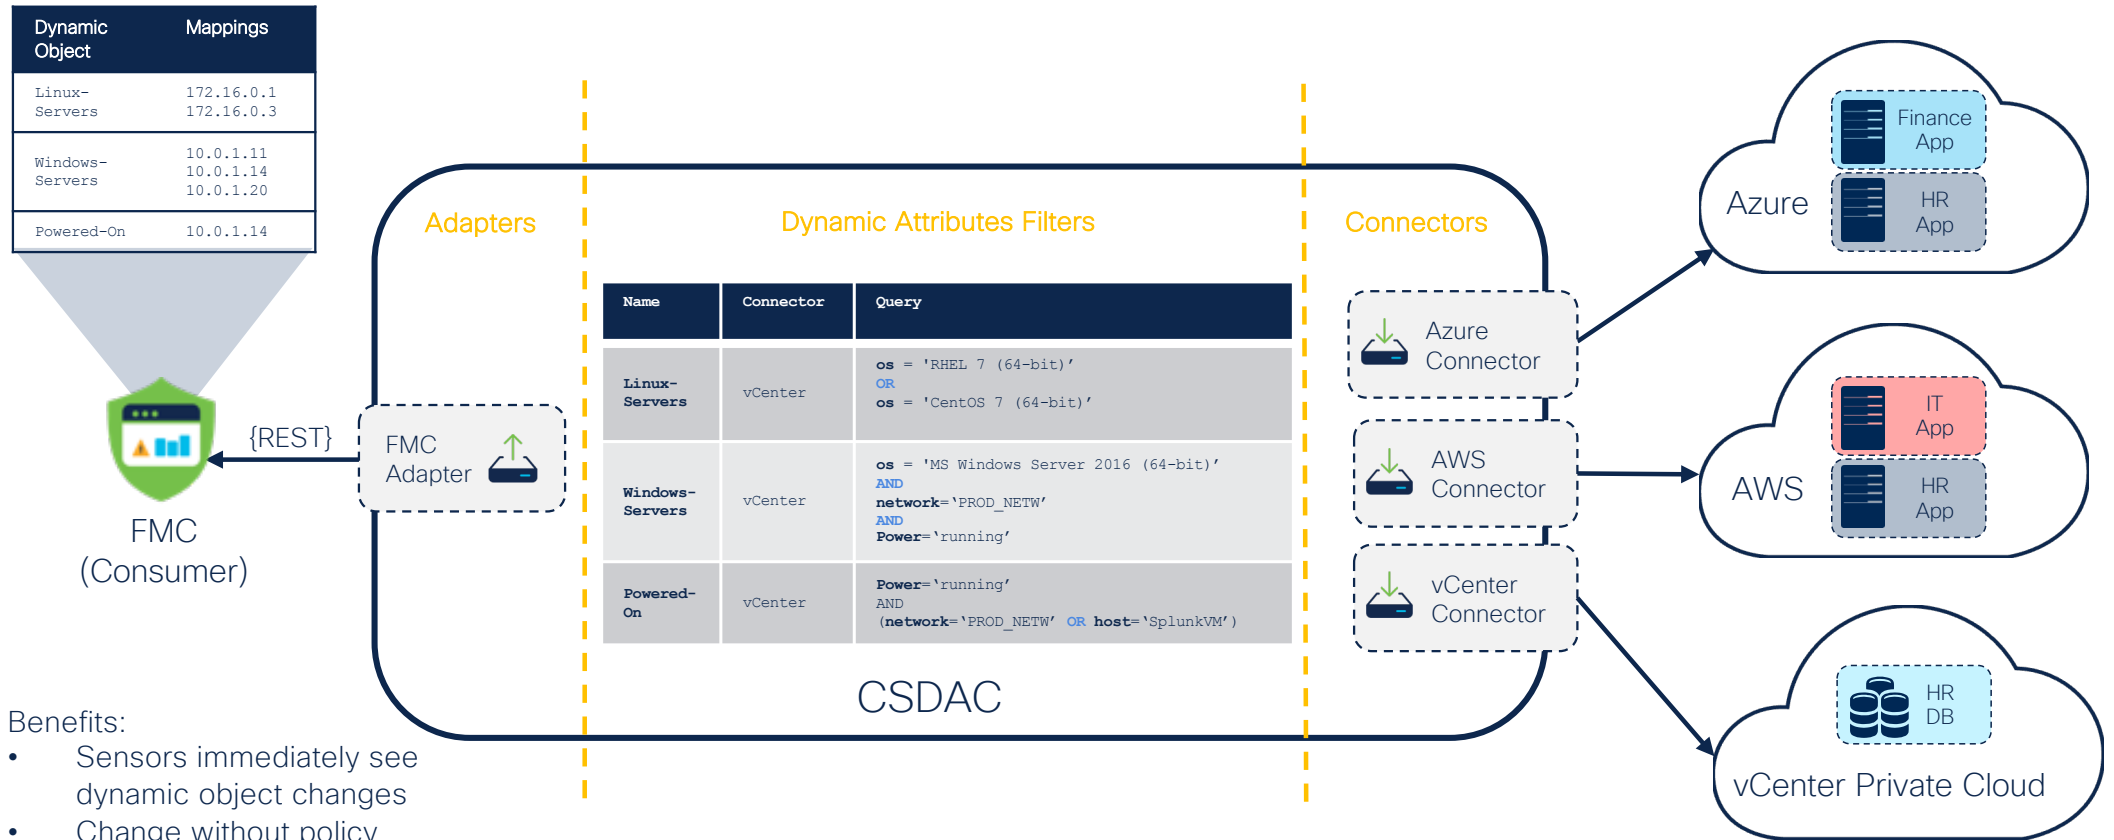 Dynamic
Object
Mappings
Linux-
Servers
172.16.0.1
172.16.0.3
Windows-
Servers
10.0.1.11
10.0.1.14
10.0.1.20
Powered-On
10.0.1.14
FMC
(Consumer)
{REST}
Adapters
FMC
Adapter
Dynamic Attributes Filters
Name
Connector
Query
Linux-
Servers
vCenter
os = 'RHEL 7 (64-bit)’
OR
os = 'CentOS 7 (64-bit)’
Windows-
Servers
vCenter
os = 'MS Windows Server 2016 (64-bit)’
AND
network=‘PROD_NETW’
AND
Power=‘running’
Powered-
On
vCenter
Power=‘running’
AND
(network=‘PROD_NETW’ OR host=‘SplunkVM’)
CSDAC
Connectors
Azure
Connector
AWS
Connector
vCenter
Connector
Azure
Finance
App
HR
App
AWS
IT
App
HR
App
HR
DB
vCenter Private Cloud
Benefits:
• Sensors immediately see
dynamic object changes
• Change without policy